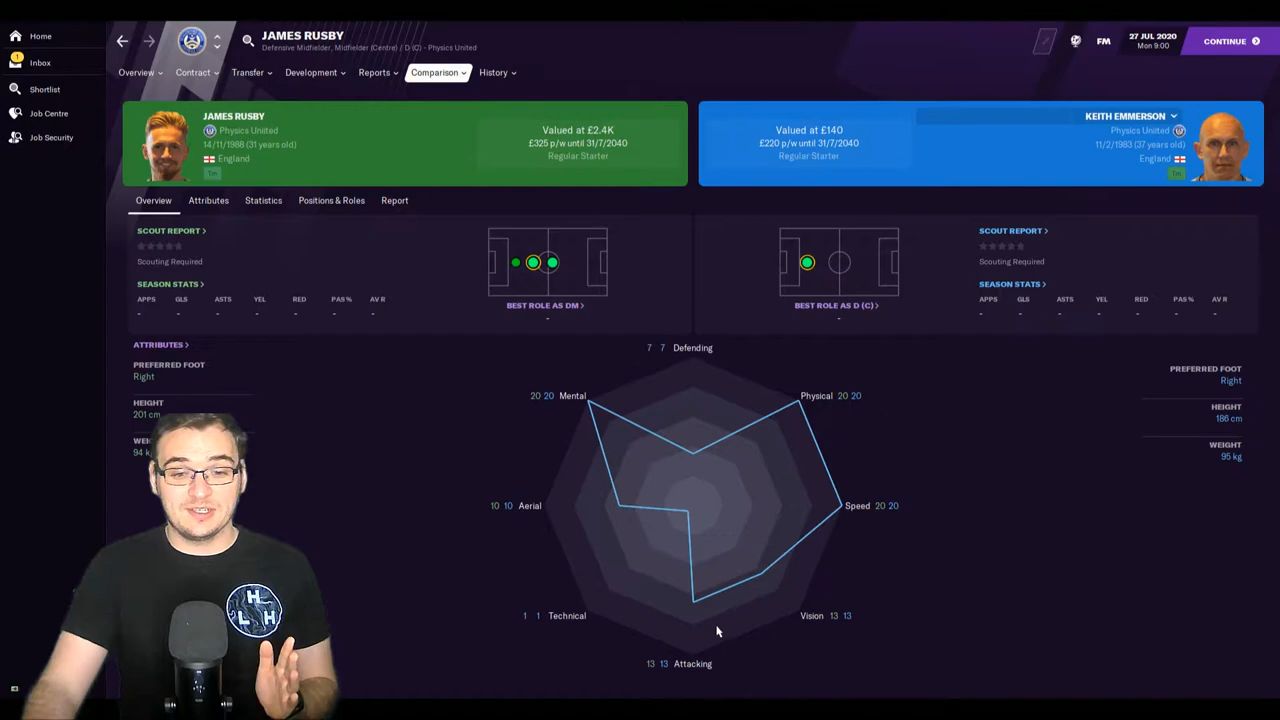 Home
Inbox
1
Shortlist
Job Centre
Job Security
JAMES RUSBY
Defensive Midfielder, Midfielder (Centre) / D (C) - Physics United
FM
27 JUL 2020
Mon 9:00
CONTINUE
Overview
Contract
Transfer
Development
Reports
Comparison
History
JAMES RUSBY
Physics United
14/11/1988 (31 years old)
England
Trn
Valued at £2.4K
£325 p/w until 31/7/2040
Regular Starter
Valued at £140
£220 p/w until 31/7/2040
Regular Starter
KEITH EMMERSON
Physics United
11/2/1983 (37 years old)
England
Trn
Overview
Attributes
Statistics
Positions & Roles
Report
SCOUT REPORT >
Scouting Required
SEASON STATS >
APPS GLS ASTS YEL RED PAS % AV R
- - - - - - -
BEST ROLE AS DM >
-
BEST ROLE AS D (C) >
-
SCOUT REPORT >
Scouting Required
SEASON STATS >
APPS GLS ASTS YEL RED PAS % AV R
- - - - - - -
ATTRIBUTES >
PREFERRED FOOT
Right
HEIGHT
201 cm
94 kg
7 7 Defending
20 20 Mental
Physical 20 20
10 10 Aerial
Speed 20 20
1 1 Technical
Vision 13 13
13 13 Attacking
PREFERRED FOOT
Right
HEIGHT
186 cm
WEIGHT
95 kg
H
L H